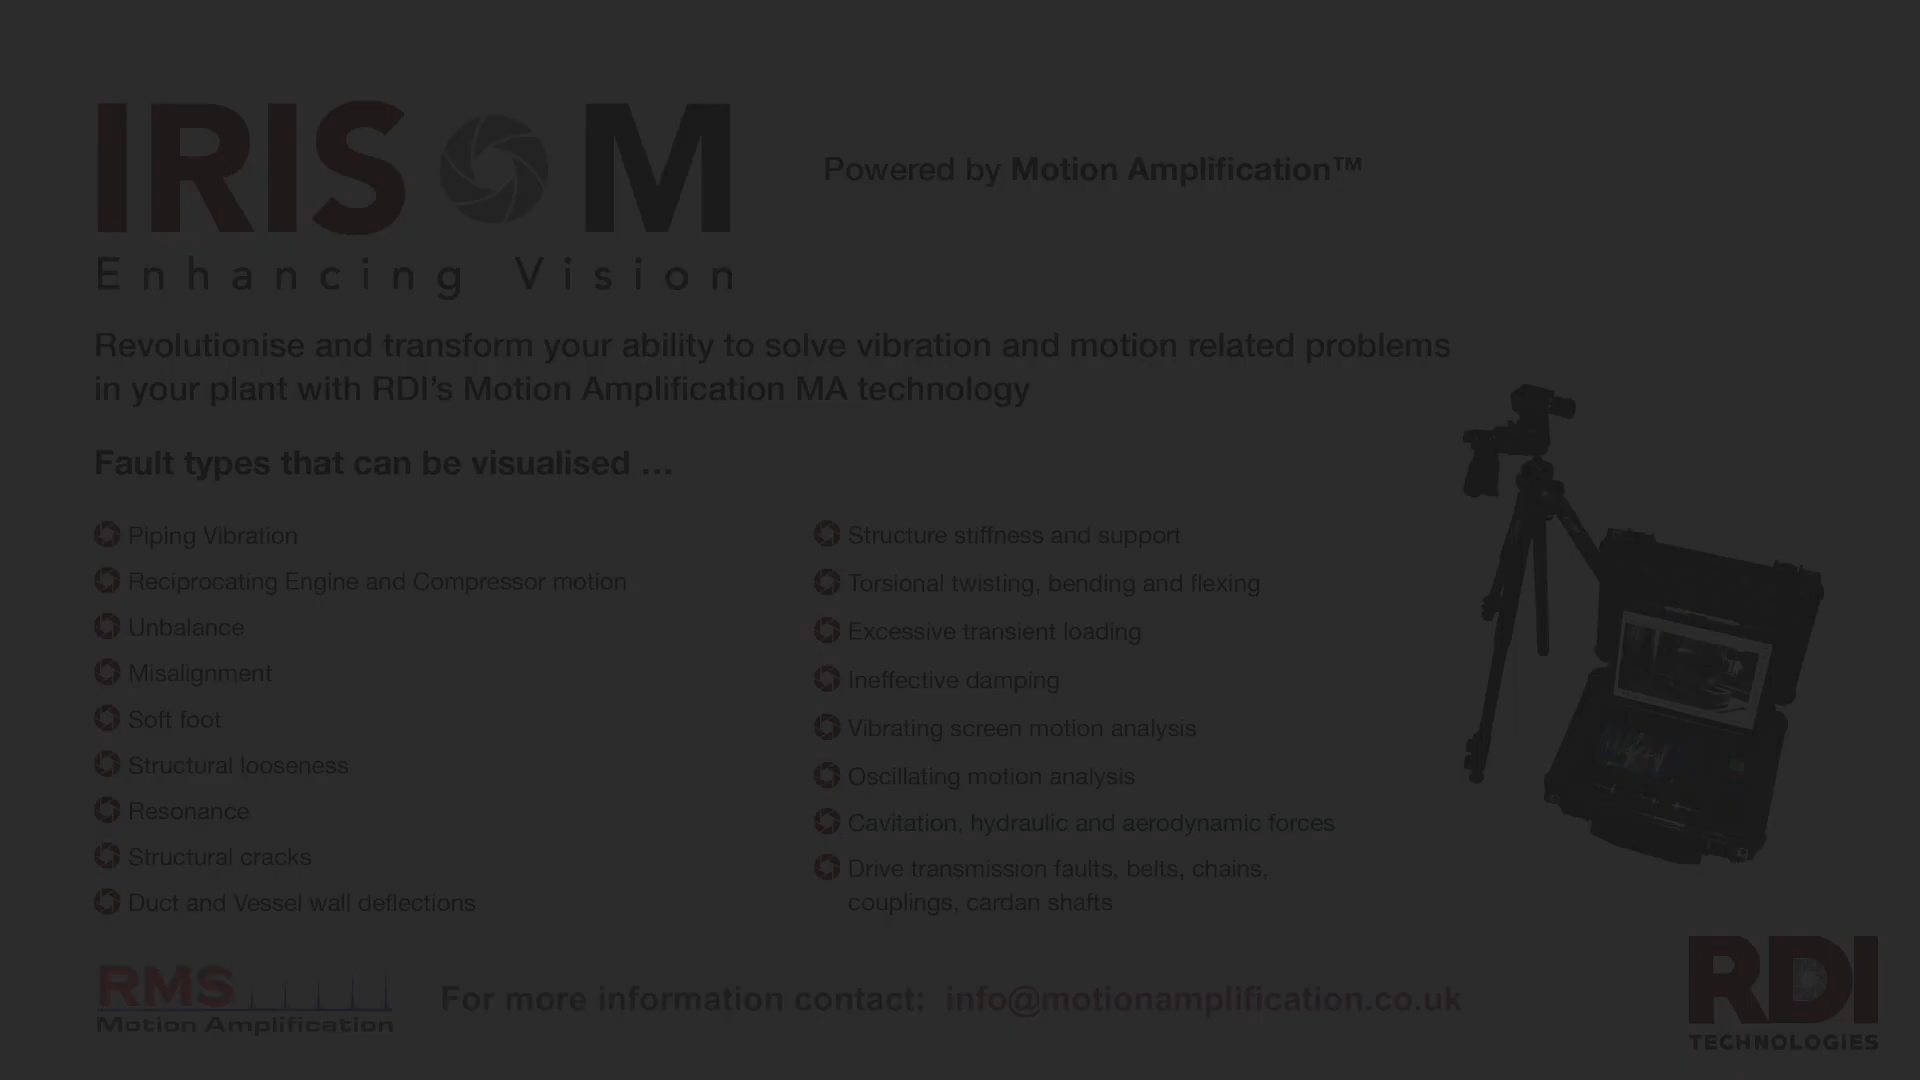 IRIS M
Enhancing Vision
Powered by Motion Amplification™
Revolutionise and transform your ability to solve vibration and motion related problems
in your plant with RDI’s Motion Amplification MA technology
Fault types that can be visualised ...
Piping Vibration
Reciprocating Engine and Compressor motion
Unbalance
Misalignment
Soft foot
Structural looseness
Resonance
Structural cracks
Duct and Vessel wall deflections
Structure stiffness and support
Torsional twisting, bending and flexing
Excessive transient loading
Ineffective damping
Vibrating screen motion analysis
Oscillating motion analysis
Cavitation, hydraulic and aerodynamic forces
Drive transmission faults, belts, chains,
couplings, cardan shafts
RMS
Motion Amplification
For more information contact: info@motionamplification.co.uk
RDI
TECHNOLOGIES